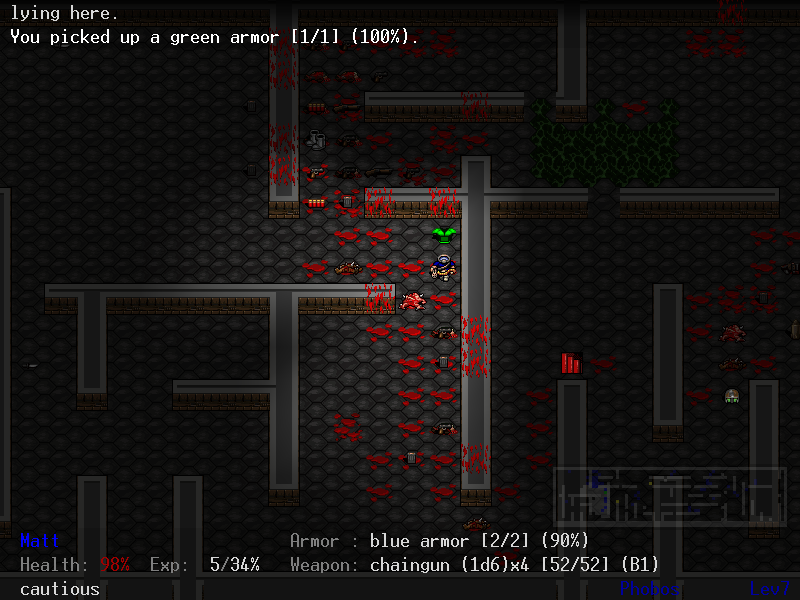 lying here.
You picked up a green armor [1/1] (100%).
Matt
Armor : blue armor [2/2] (90%)
Health: 98% Exp: 5/34% Weapon: chaingun (1d6)x4 [52/52] (B1)
cautious
Phobos Lev7